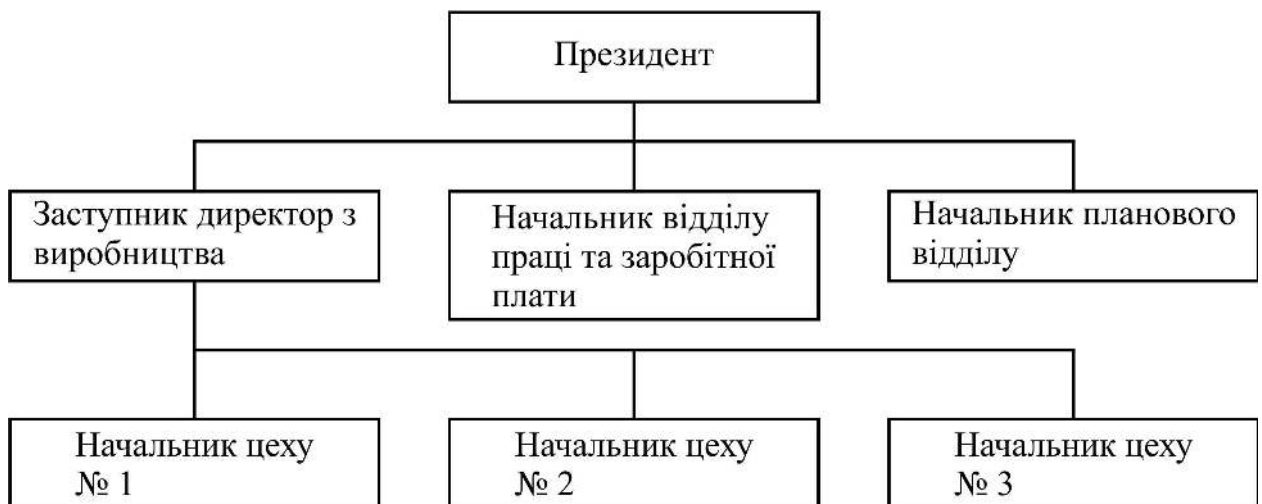 Президент
Заступник директор з
виробництва
Начальник відділу
праці та заробітної
плати
Начальник планового
відділу
Начальник цеху
№ 1
Начальник цеху
№ 2
Начальник цеху
№ 3